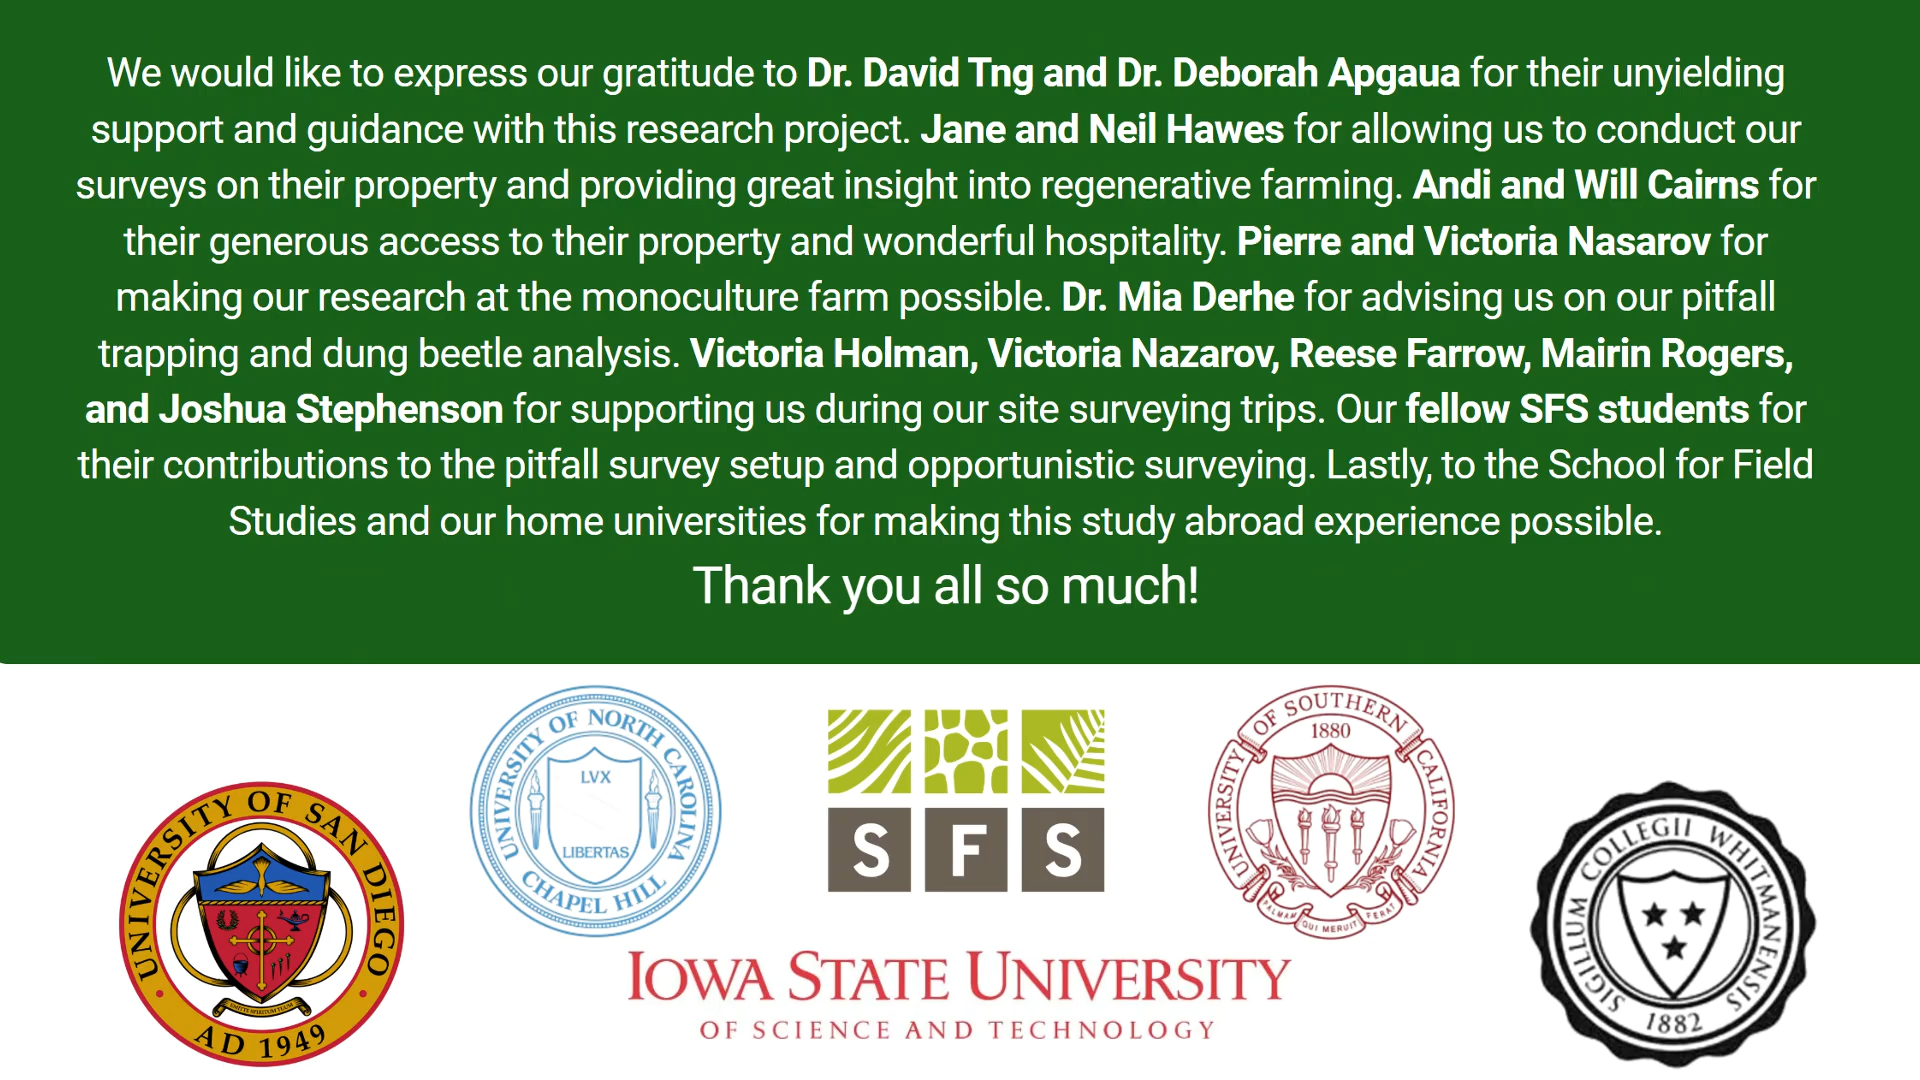 We would like to express our gratitude to Dr. David Tng and Dr. Deborah Apgaua for their unyielding
support and guidance with this research project. Jane and Neil Hawes for allowing us to conduct our
surveys on their property and providing great insight into regenerative farming. Andi and Will Cairns for
their generous access to their property and wonderful hospitality. Pierre and Victoria Nasarov for
making our research at the monoculture farm possible. Dr. Mia Derhe for advising us on our pitfall
trapping and dung beetle analysis. Victoria Holman, Victoria Nazarov, Reese Farrow, Mairin Rogers,
and Joshua Stephenson for supporting us during our site surveying trips. Our fellow SFS students for
their contributions to the pitfall survey setup and opportunistic surveying. Lastly, to the School for Field
Studies and our home universities for making this study abroad experience possible.
Thank you all so much!
UNIVERSITY OF SAN DIEGO
AD 1949
UNIVERSITY OF NORTH CAROLINA
LVX
LIBERTAS
CHAPEL HILL
SFS
UNIVERSITY OF SOUTHERN CALIFORNIA
1880
PALMAM QUI MERUIT FERAT
IOWA STATE UNIVERSITY
OF SCIENCE AND TECHNOLOGY
SIGILLUM COLLEGII WHITMANENSIS
1882